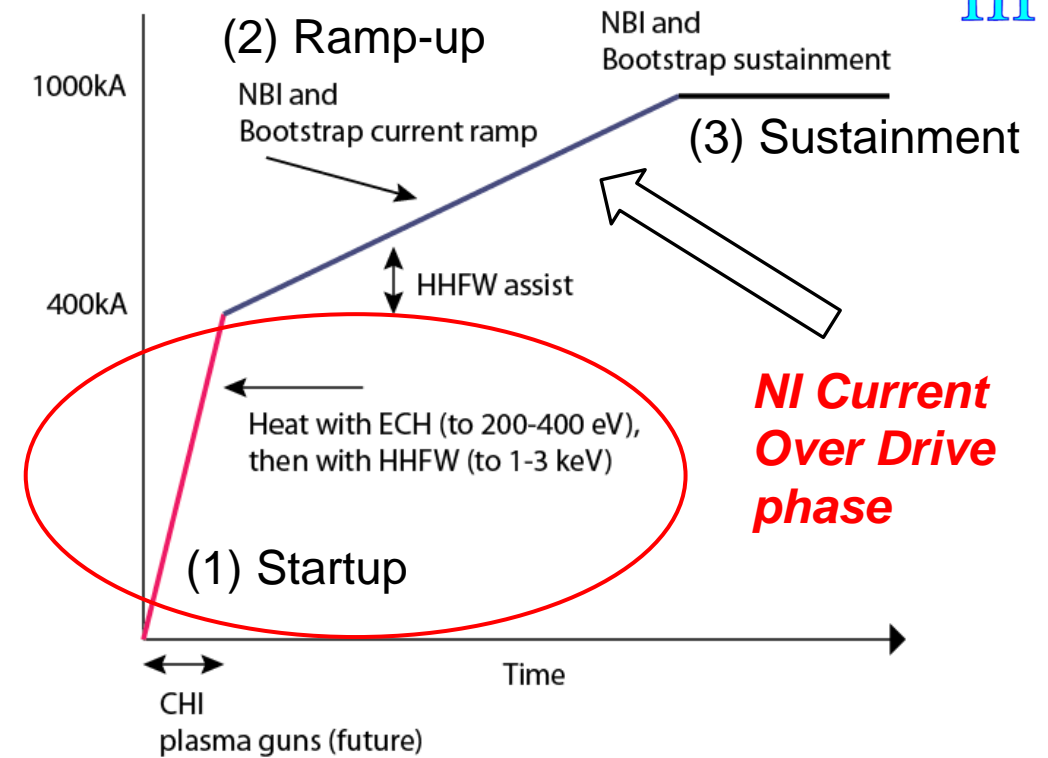 (2) Ramp-up
NBI and
Bootstrap sustainment
1000kA
NBI and
Bootstrap current ramp
(3) Sustainment
HHFW assist
400kA
NI Current
Over Drive
phase
Heat with ECH (to 200-400 eV),
then with HHFW (to 1-3 keV)
(1) Startup
Time
CHI
plasma guns (future)